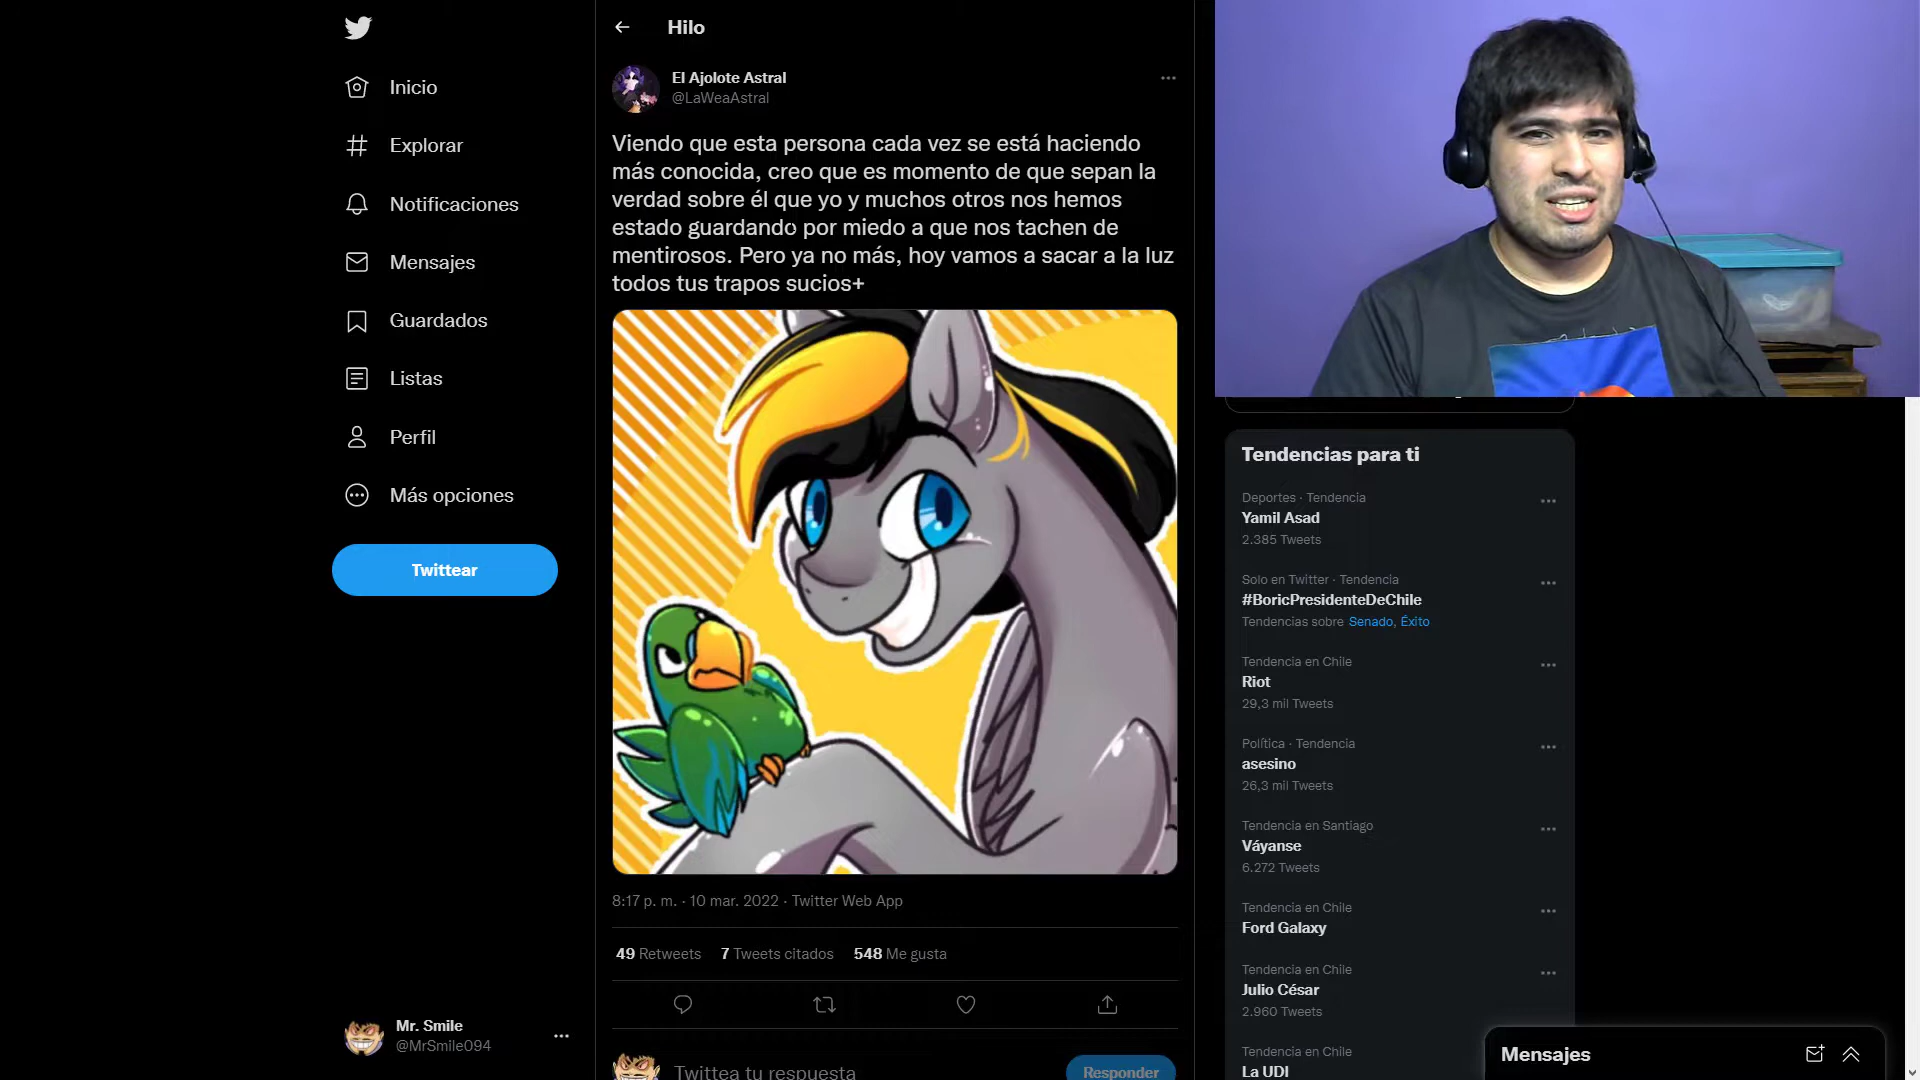 Inicio
Explorar
Notificaciones
Mensajes
Guardados
Listas
Perfil
Más opciones
Twittear
Mr. Smile
@MrSmile094
Hilo
El Ajolote Astral
@LaWeaAstral
Viendo que esta persona cada vez se está haciendo
más conocida, creo que es momento de que sepan la
verdad sobre él que yo y muchos otros nos hemos
estado guardando por miedo a que nos tachen de
mentirosos. Pero ya no más, hoy vamos a sacar a la luz
todos tus trapos sucios+
8:17 p. m. · 10 mar. 2022 · Twitter Web App
49 Retweets 7 Tweets citados 548 Me gusta
Twittea tu respuesta
Responder
Tendencias para ti
Deportes · Tendencia
Yamil Asad
2.385 Tweets
Solo en Twitter · Tendencia
#BoricPresidenteDeChile
Tendencias sobre Senado, Éxito
Tendencia en Chile
Riot
29,3 mil Tweets
Política · Tendencia
asesino
26,3 mil Tweets
Tendencia en Santiago
Váyanse
6.272 Tweets
Tendencia en Chile
Ford Galaxy
Tendencia en Chile
Julio César
2.960 Tweets
Tendencia en Chile
La UDI
Mensajes